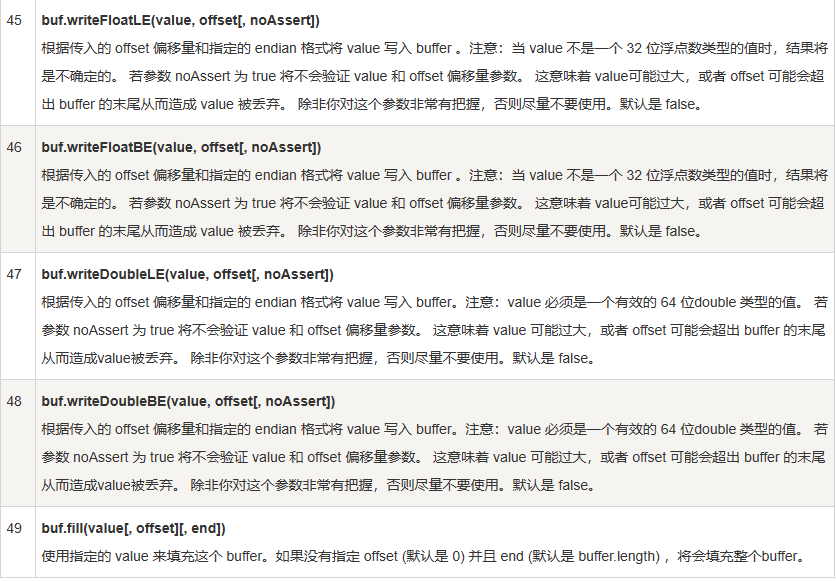 45 buf.writeFloatLE(value, offset[, noAssert])
根据传入的 offset 偏移量和指定的 endian 格式将 value 写入 buffer 。注意：当 value 不是一个 32 位浮点数类型的值时，结果将
是不确定的。 若参数 noAssert 为 true 将不会验证 value 和 offset 偏移量参数。 这意味着 value可能过大，或者 offset 可能会超
出 buffer 的末尾从而造成 value 被丢弃。 除非你对这个参数非常有把握，否则尽量不要使用。默认是 false。
46 buf.writeFloatBE(value, offset[, noAssert])
根据传入的 offset 偏移量和指定的 endian 格式将 value 写入 buffer 。注意：当 value 不是一个 32 位浮点数类型的值时，结果将
是不确定的。 若参数 noAssert 为 true 将不会验证 value 和 offset 偏移量参数。 这意味着 value可能过大，或者 offset 可能会超
出 buffer 的末尾从而造成 value 被丢弃。 除非你对这个参数非常有把握，否则尽量不要使用。默认是 false。
47 buf.writeDoubleLE(value, offset[, noAssert])
根据传入的 offset 偏移量和指定的 endian 格式将 value 写入 buffer。注意：value 必须是一个有效的 64 位double 类型的值。 若
参数 noAssert 为 true 将不会验证 value 和 offset 偏移量参数。 这意味着 value 可能过大，或者 offset 可能会超出 buffer 的末尾
从而造成value被丢弃。 除非你对这个参数非常有把握，否则尽量不要使用。默认是 false。
48 buf.writeDoubleBE(value, offset[, noAssert])
根据传入的 offset 偏移量和指定的 endian 格式将 value 写入 buffer。注意：value 必须是一个有效的 64 位double 类型的值。 若
参数 noAssert 为 true 将不会验证 value 和 offset 偏移量参数。 这意味着 value 可能过大，或者 offset 可能会超出 buffer 的末尾
从而造成value被丢弃。 除非你对这个参数非常有把握，否则尽量不要使用。默认是 false。
49 buf.fill(value[, offset][, end])
使用指定的 value 来填充这个 buffer。如果没有指定 offset (默认是 0) 并且 end (默认是 buffer.length) ，将会填充整个buffer。